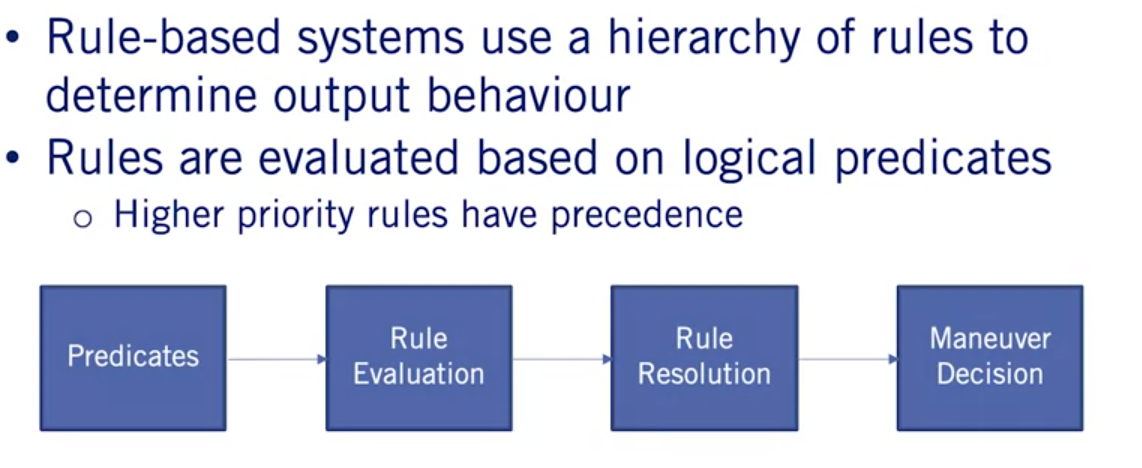 • Rule-based systems use a hierarchy of rules to
determine output behaviour
• Rules are evaluated based on logical predicates
o Higher priority rules have precedence
Predicates
Rule
Evaluation
Rule
Resolution
Maneuver
Decision